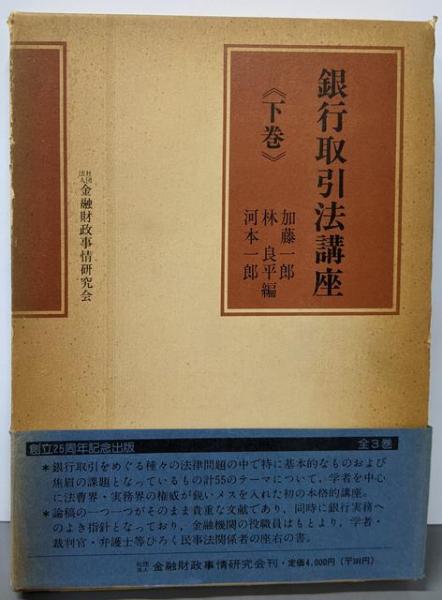 銀行取引法講座
《下巻》
加藤一郎
林 良平編
河本一郎
社団法人 金融財政事情研究会
創立25周年記念出版
全3巻
*銀行取引をめぐる種々の法律問題の中で特に基本的なものおよび
焦眉の課題となっているもの計55のテーマについて、学者を中心
に法曹界・実務界の権威が鋭いメスを入れた初の本格的講座。
*論稿の一つ一つがそのまま貴重な文献であり、同時に銀行実務へ
のよき指針となっており、金融機関の役職員はもとより、学者・
裁判官・弁護士等ひろく民事法関係者の座右の書。
社団法人 金融財政事情研究会刊・定価4,000円